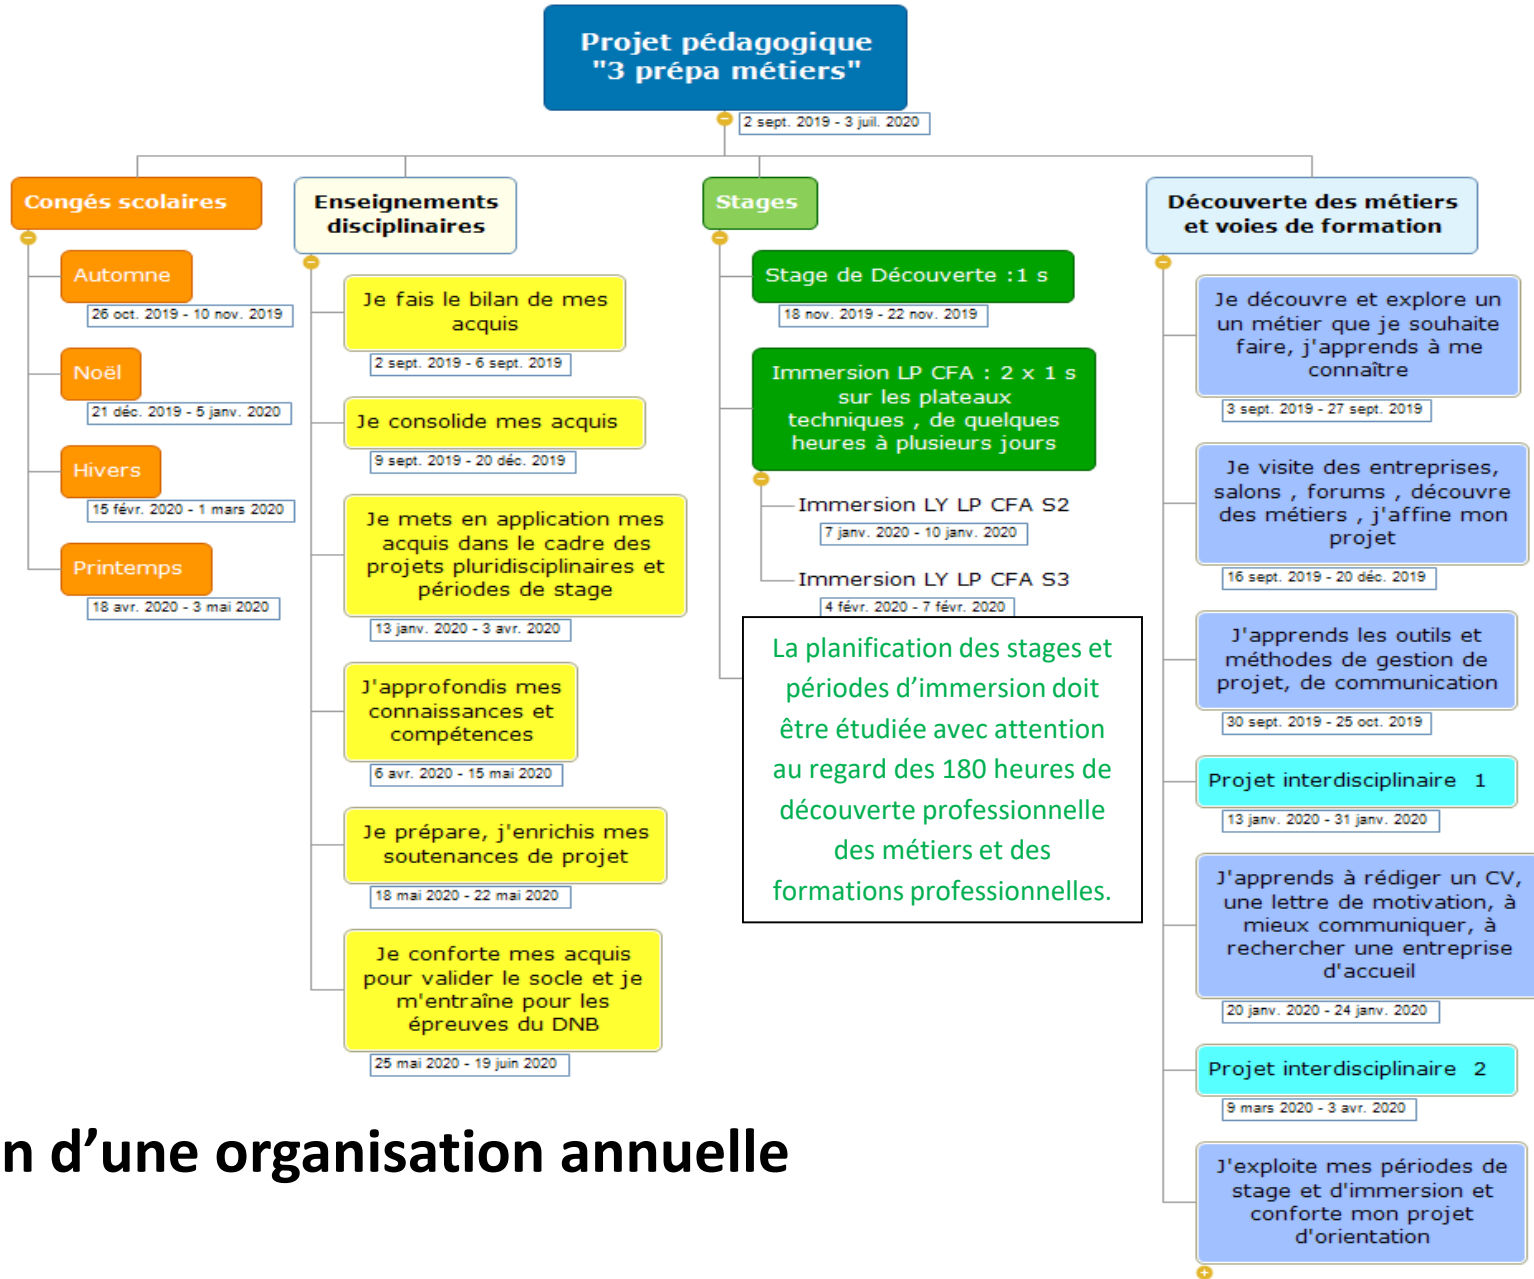 Projet pédagogique
"3 prépa métiers"
2 sept. 2019 - 3 juil. 2020
Congés scolaires
Automne
26 oct. 2019 - 10 nov. 2019
Noël
21 déc. 2019 - 5 janv. 2020
Hivers
15 févr. 2020 - 1 mars 2020
Printemps
18 avr. 2020 - 3 mai 2020
Enseignements
disciplinaires
Je fais le bilan de mes
acquis
2 sept. 2019 - 6 sept. 2019
Je consolide mes acquis
9 sept. 2019 - 20 déc. 2019
Je mets en application mes
acquis dans le cadre des
projets pluridisciplinaires et
périodes de stage
13 janv. 2020 - 3 avr. 2020
J'approfondis mes
connaissances et
compétences
6 avr. 2020 - 15 mai 2020
Je prépare, j'enrichis mes
soutenances de projet
18 mai 2020 - 22 mai 2020
Je conforte mes acquis
pour valider le socle et je
m'entraîne pour les
épreuves du DNB
25 mai 2020 - 19 juin 2020
Stages
Stage de Découverte :1 s
18 nov. 2019 - 22 nov. 2019
Immersion LP CFA : 2 x 1 s
sur les plateaux
techniques , de quelques
heures à plusieurs jours
Immersion LY LP CFA S2
7 janv. 2020 - 10 janv. 2020
Immersion LY LP CFA S3
4 févr. 2020 - 7 févr. 2020
La planification des stages et
périodes d’immersion doit
être étudiée avec attention
au regard des 180 heures de
découverte professionnelle
des métiers et des
formations professionnelles.
Découverte des métiers
et voies de formation
Je découvre et explore un
un métier que je souhaite
faire, j'apprends à me
connaître
3 sept. 2019 - 27 sept. 2019
Je visite des entreprises,
salons , forums , découvre
des métiers , j'affine mon
projet
16 sept. 2019 - 20 déc. 2019
J'apprends les outils et
méthodes de gestion de
projet, de communication
30 sept. 2019 - 25 oct. 2019
Projet interdisciplinaire 1
13 janv. 2020 - 31 janv. 2020
J'apprends à rédiger un CV,
une lettre de motivation, à
mieux communiquer, à
rechercher une entreprise
d'accueil
20 janv. 2020 - 24 janv. 2020
Projet interdisciplinaire 2
9 mars 2020 - 3 avr. 2020
J'exploite mes périodes de
stage et d'immersion et
conforte mon projet
d'orientation
n d’une organisation annuelle